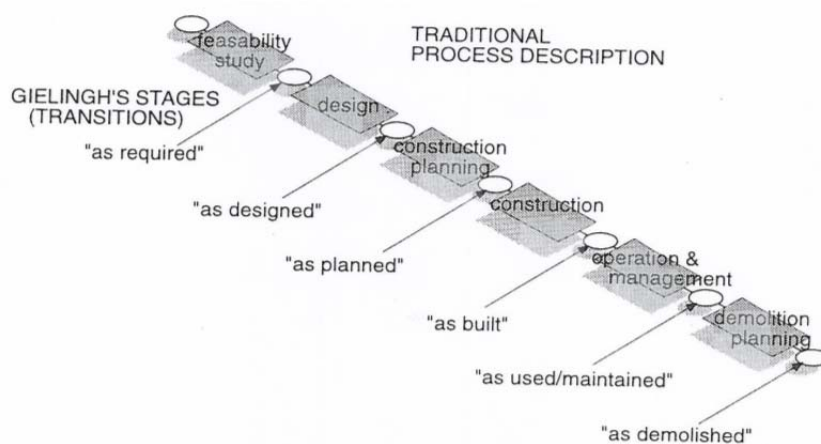 feasability
study
TRADITIONAL
PROCESS DESCRIPTION
GIELINGH'S STAGES
(TRANSITIONS)
design
"as required"
construction
planning
"as designed"
construction
"as planned"
operation &
management
"as built"
demolition
planning
"as used/maintained"
"as demolished"